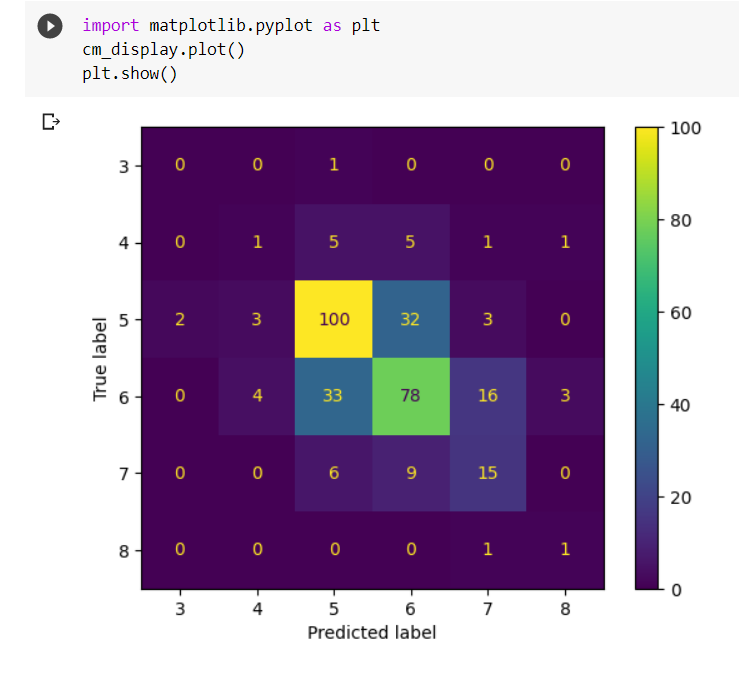 import matplotlib.pyplot as plt
cm_display.plot()
plt.show()
100
3 0 0 1 0 0 0
4 0 1 5 5 1 1
80
5 2 3 100 32 3 0
60
True label
6 0 4 33 78 16 3
40
7 0 0 6 9 15 0
20
8 0 0 0 0 1 1
0
3 4 5 6 7 8
Predicted label